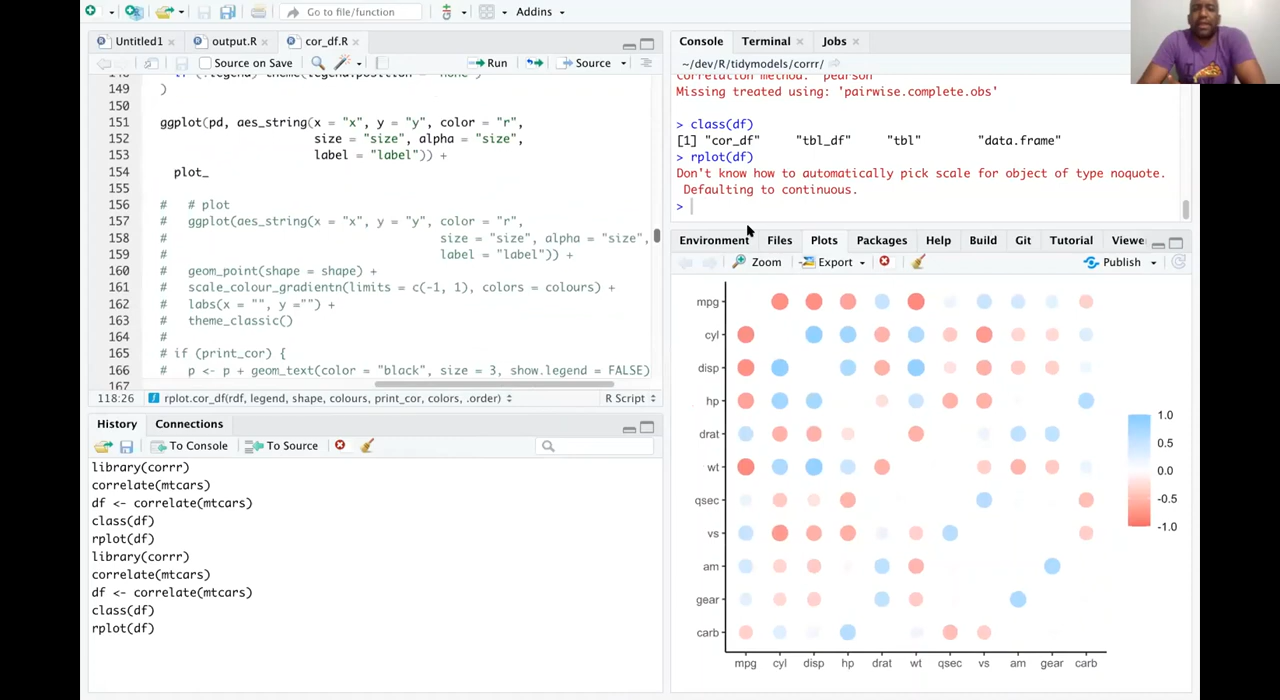 Go to file/function
Addins
Untitled1
output.R
cor_df.R
Source on Save
Run
Source
149 )
150
151 ggplot(pd, aes_string(x = "x", y = "y", color = "r",
152 size = "size", alpha = "size",
153 label = "label")) +
154 plot_
155
156 # # plot
157 # ggplot(aes_string(x = "x", y = "y", color = "r",
158 # size = "size", alpha = "size",
159 # label = "label")) +
160 # geom_point(shape = shape) +
161 # scale_colour_gradientn(limits = c(-1, 1), colors = colours) +
162 # labs(x = "", y ="") +
163 # theme_classic()
164 #
165 # if (print_cor) {
166 # p <- p + geom_text(color = "black", size = 3, show.legend = FALSE)
167
118:26 rplot.cor_df(rdf, legend, shape, colours, print_cor, colors, .order)
R Script
History
Connections
To Console
To Source
library(corrr)
correlate(mtcars)
df <- correlate(mtcars)
class(df)
rplot(df)
library(corrr)
correlate(mtcars)
df <- correlate(mtcars)
class(df)
rplot(df)
Console
Terminal
Jobs
~/dev/R/tidymodels/corrr/
Correlation method: 'pearson'
Missing treated using: 'pairwise.complete.obs'
> class(df)
[1] "cor_df" "tbl_df" "tbl" "data.frame"
> rplot(df)
Don't know how to automatically pick scale for object of type noquote.
Defaulting to continuous.
>
Environment
Files
Plots
Packages
Help
Build
Git
Tutorial
Viewe
Zoom
Export
Publish
mpg
cyl
disp
hp
drat
wt
qsec
vs
am
gear
carb
mpg cyl disp hp drat wt qsec vs am gear carb
1.0
0.5
0.0
-0.5
-1.0